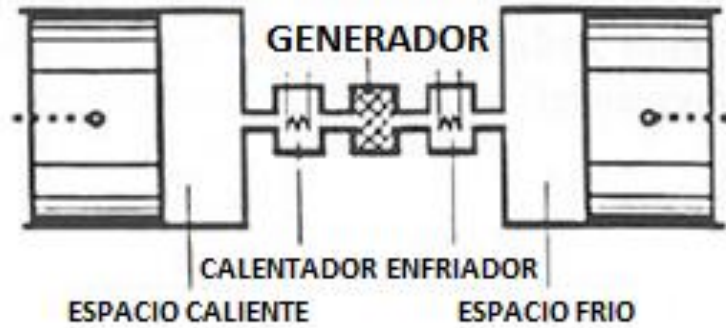 GENERADOR
CALENTADOR ENFRIADOR
ESPACIO CALIENTE ESPACIO FRIO